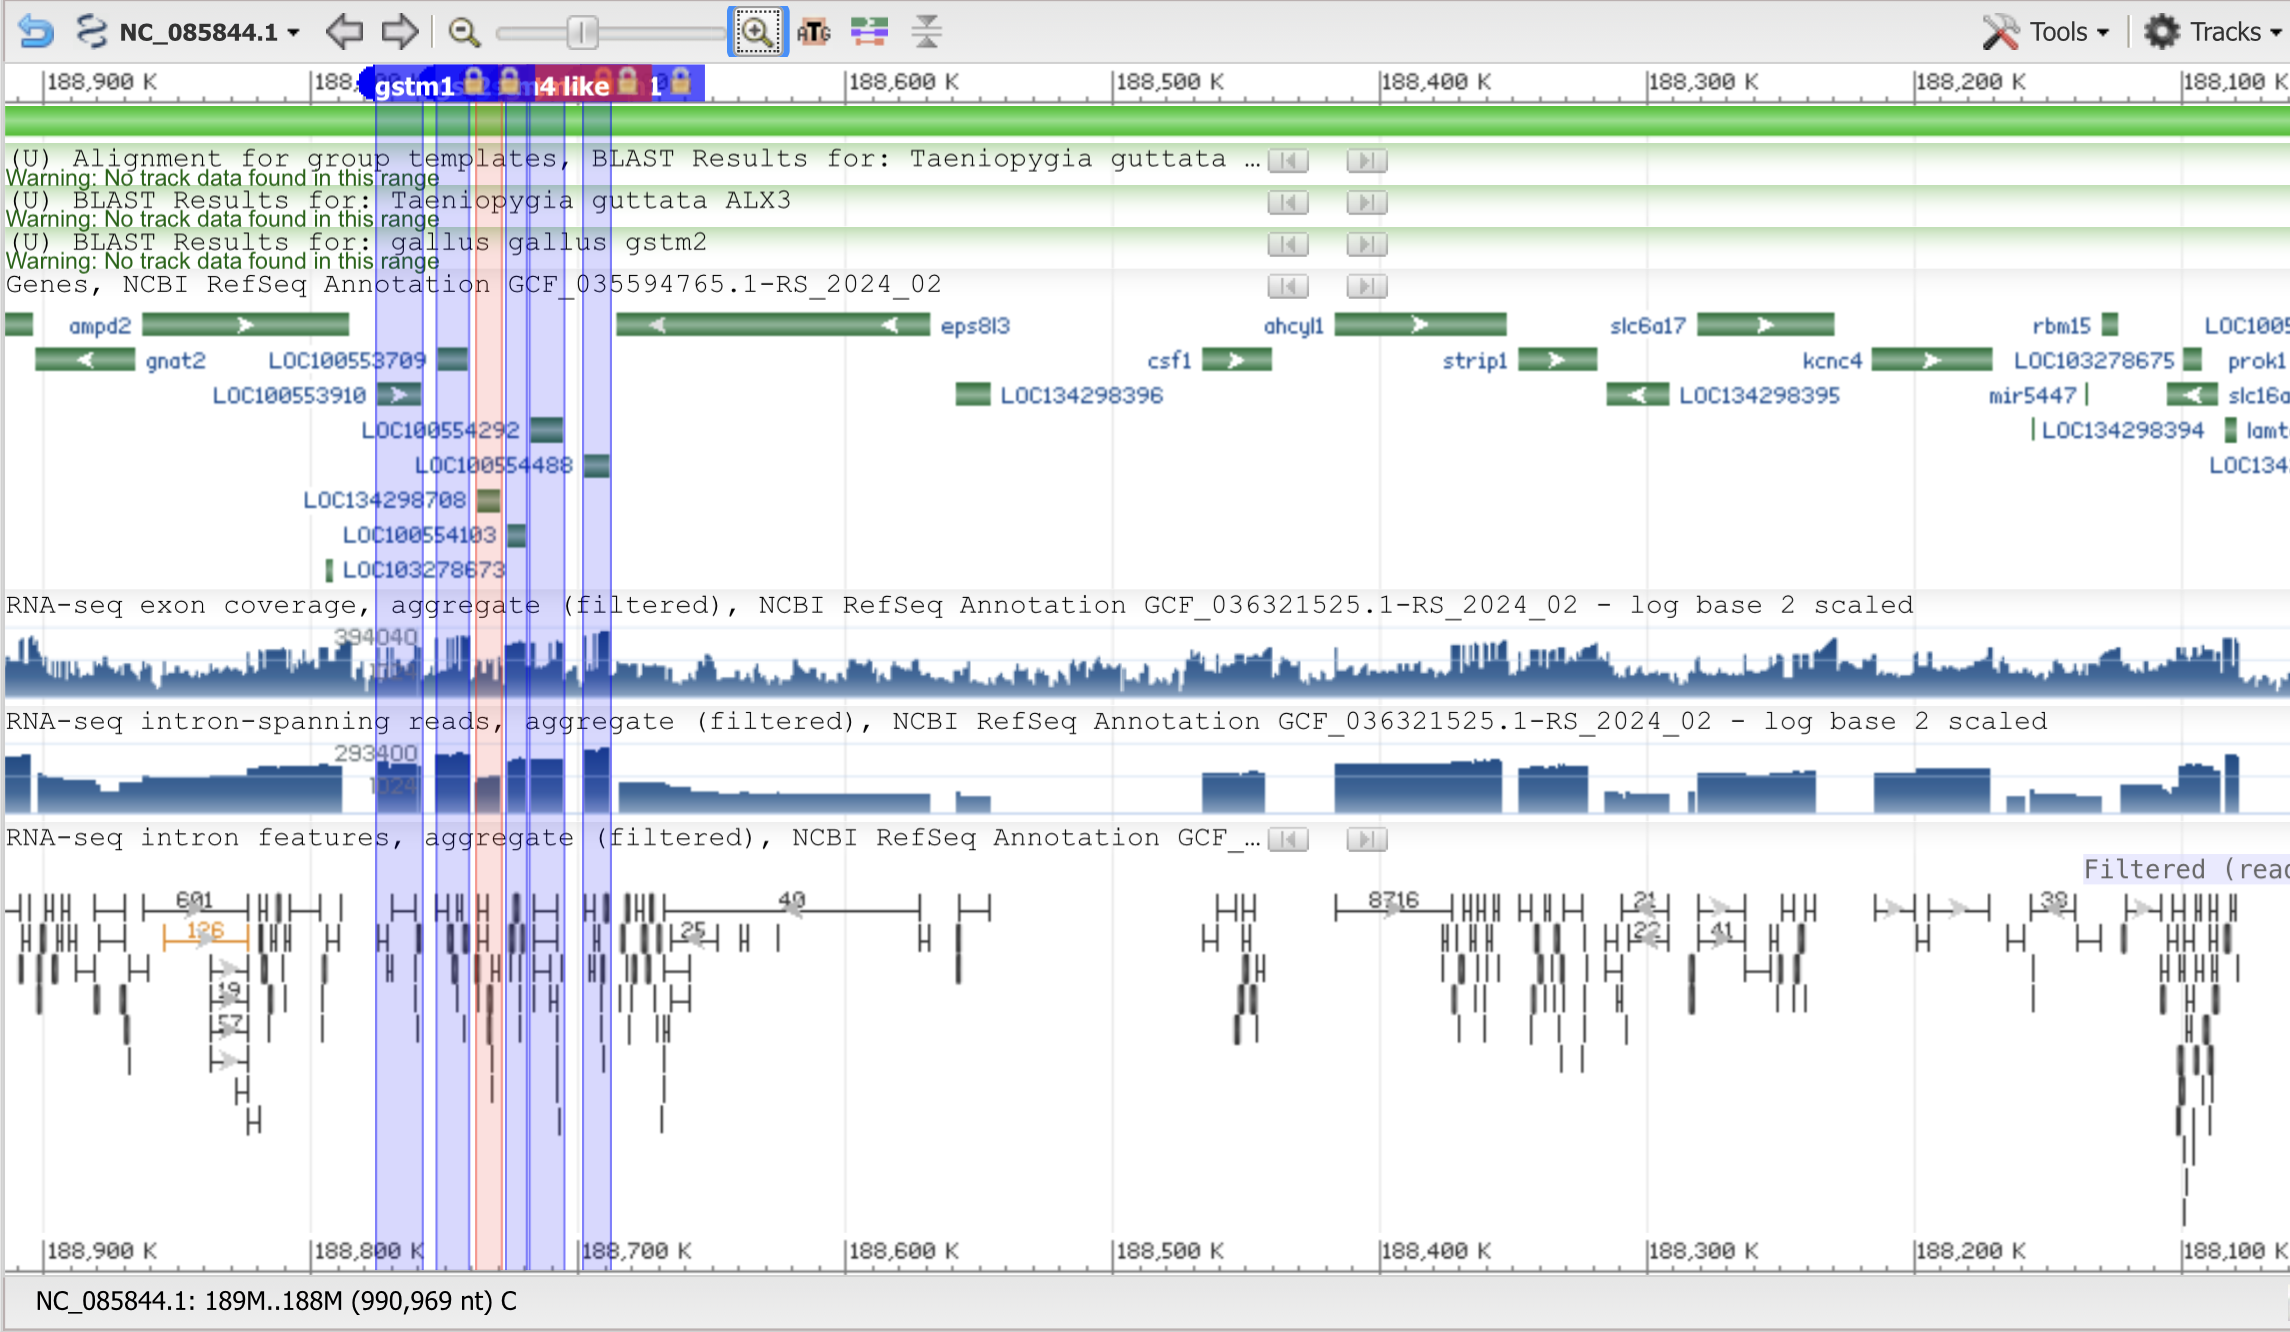 NC_085844.1 Tools Tracks
188,900 K 188, gstm1 4 like 1 188,600 K 188,500 K 188,400 K 188,300 K 188,200 K 188,100 K
(U) Alignment for group templates, BLAST Results for: Taeniopygia guttata …
Warning: No track data found in this range
(U) BLAST Results for: Taeniopygia guttata ALX3
Warning: No track data found in this range
(U) BLAST Results for: gallus gallus gstm2
Warning: No track data found in this range
Genes, NCBI RefSeq Annotation GCF_035594765.1-RS_2024_02
ampd2 eps8l3 ahcyl1 slc6a17 rbm15 LOC1005
gnat2 LOC100553709 csf1 strip1 kcnc4 LOC103278675 prok1
LOC100553910 LOC134298396 LOC134298395 mir5447 slc16a
LOC100554292 LOC134298394 lamt
LOC100554488 LOC134
LOC134298708
LOC100554103
LOC103278673
RNA-seq exon coverage, aggregate (filtered), NCBI RefSeq Annotation GCF_036321525.1-RS_2024_02 - log base 2 scaled
394040
RNA-seq intron-spanning reads, aggregate (filtered), NCBI RefSeq Annotation GCF_036321525.1-RS_2024_02 - log base 2 scaled
293400
1024
RNA-seq intron features, aggregate (filtered), NCBI RefSeq Annotation GCF_…
Filtered (read
601 40 8716 21 38
126 25 22 41
19
57
188,900 K 188,800 K 188,700 K 188,600 K 188,500 K 188,400 K 188,300 K 188,200 K 188,100 K
NC_085844.1: 189M..188M (990,969 nt) C